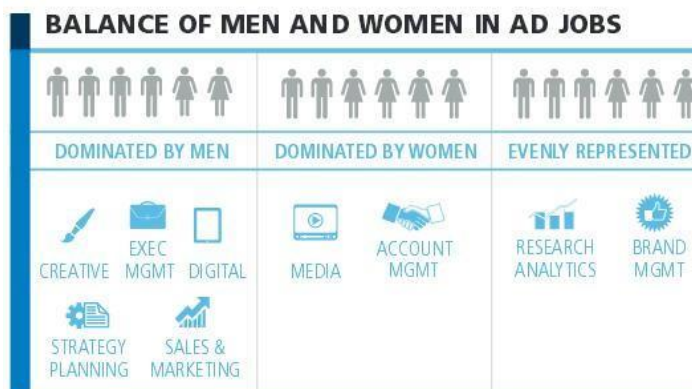 BALANCE OF MEN AND WOMEN IN AD JOBS
DOMINATED BY MEN
DOMINATED BY WOMEN
EVENLY REPRESENTED
CREATIVE
EXEC
MGMT
DIGITAL
STRATEGY
PLANNING
SALES &
MARKETING
MEDIA
ACCOUNT
MGMT
RESEARCH
ANALYTICS
BRAND
MGMT